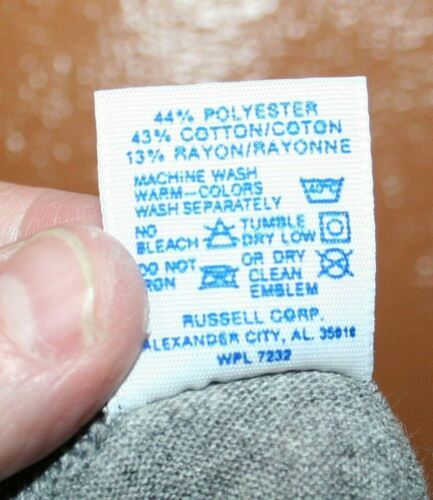 44% POLYESTER
43% COTTON/COTON
13% RAYON/RAYONNE
MACHINE WASH
WARM-COLORS
WASH SEPARATELY
40°C
NO
BLEACH
TUMBLE
DRY LOW
DO NOT
IRON
OR DRY
CLEAN
EMBLEM
RUSSELL CORP.
ALEXANDER CITY, AL. 35010
WPL 7232